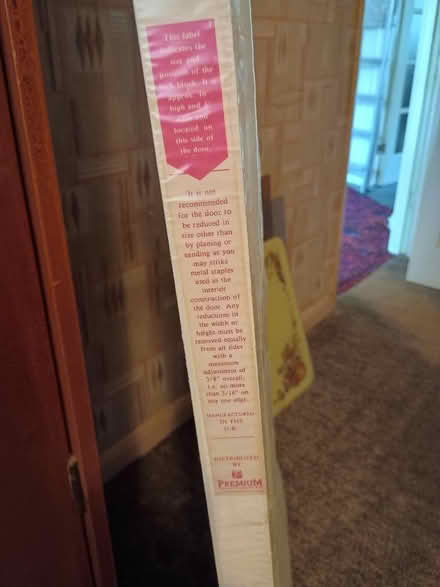 This label
indicates the
size and
position of the
lock block. It is
approx. 16
high and
and
located on
this side of
the door.
It is not
recommended
for the door to
be reduced in
size other than
by planing or
sanding as you
may strike
metal staples
used in the
interior
construction of
the door. Any
reductions in
the width or
height must be
removed equally
from all sides
with a
maximum
adjustment of
3/8" overall;
i.e. no more
than 3/16" on
any one edge.
MANUFACTURED
IN THE
U.K.
DISTRIBUTED
BY
PREMIUM